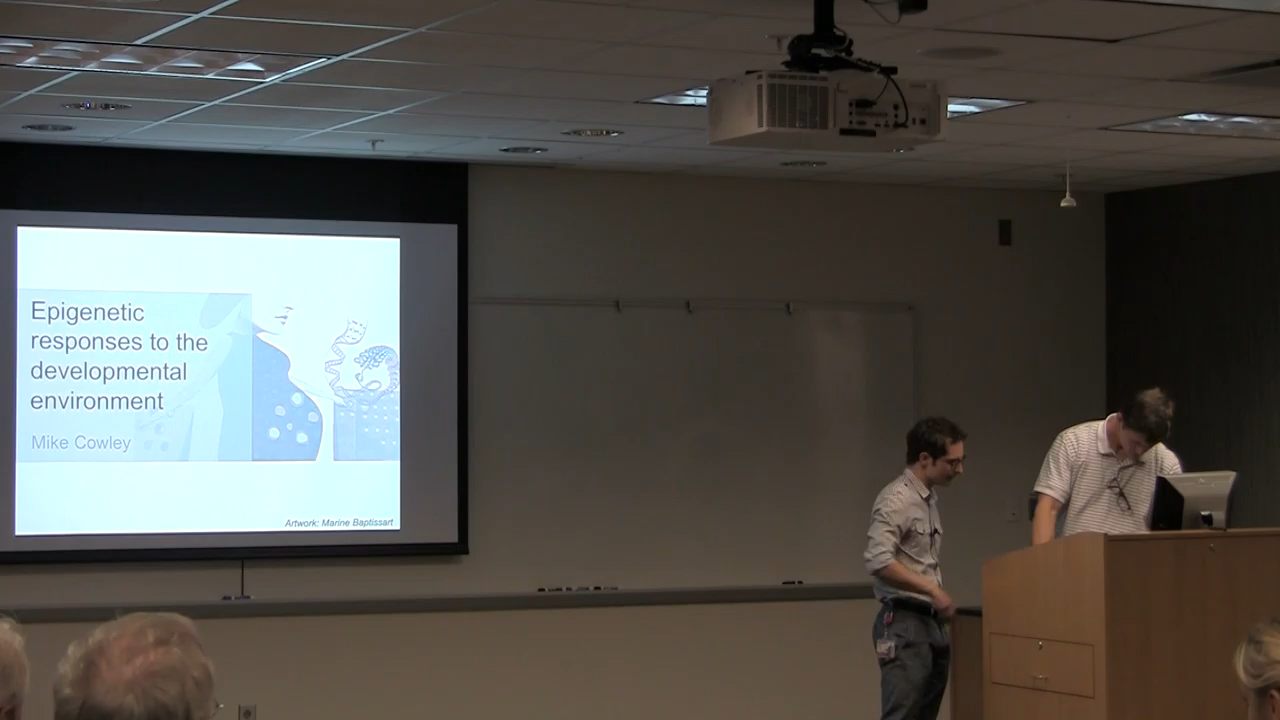 Epigenetic
responses to the
developmental
environment
Mike Cowley
Artwork: Marine Baptissart